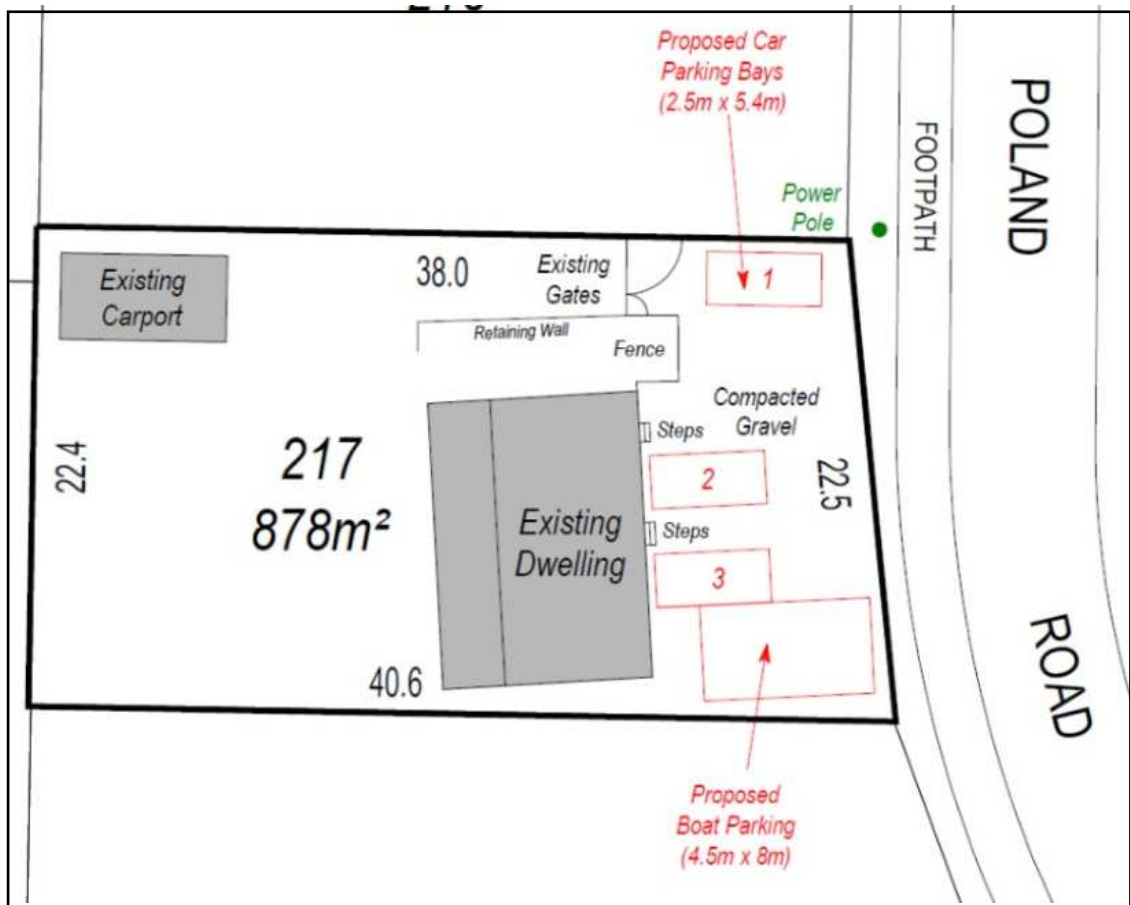 Proposed Car
Parking Bays
(2.5m x 5.4m)
POLAND
FOOTPATH
Power
Pole
Existing
Carport
38.0
Existing
Gates
1
Retaining Wall
Fence
Compacted
Gravel
Steps
22.4
217
878m²
2
22.5
Existing
Dwelling
Steps
3
ROAD
40.6
Proposed
Boat Parking
(4.5m x 8m)